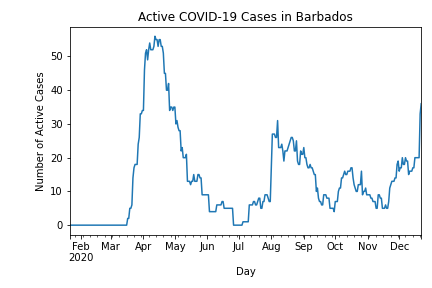 Active COVID-19 Cases in Barbados
Number of Active Cases
50
40
30
20
10
0
Feb Mar Apr May Jun Jul Aug Sep Oct Nov Dec
2020
Day